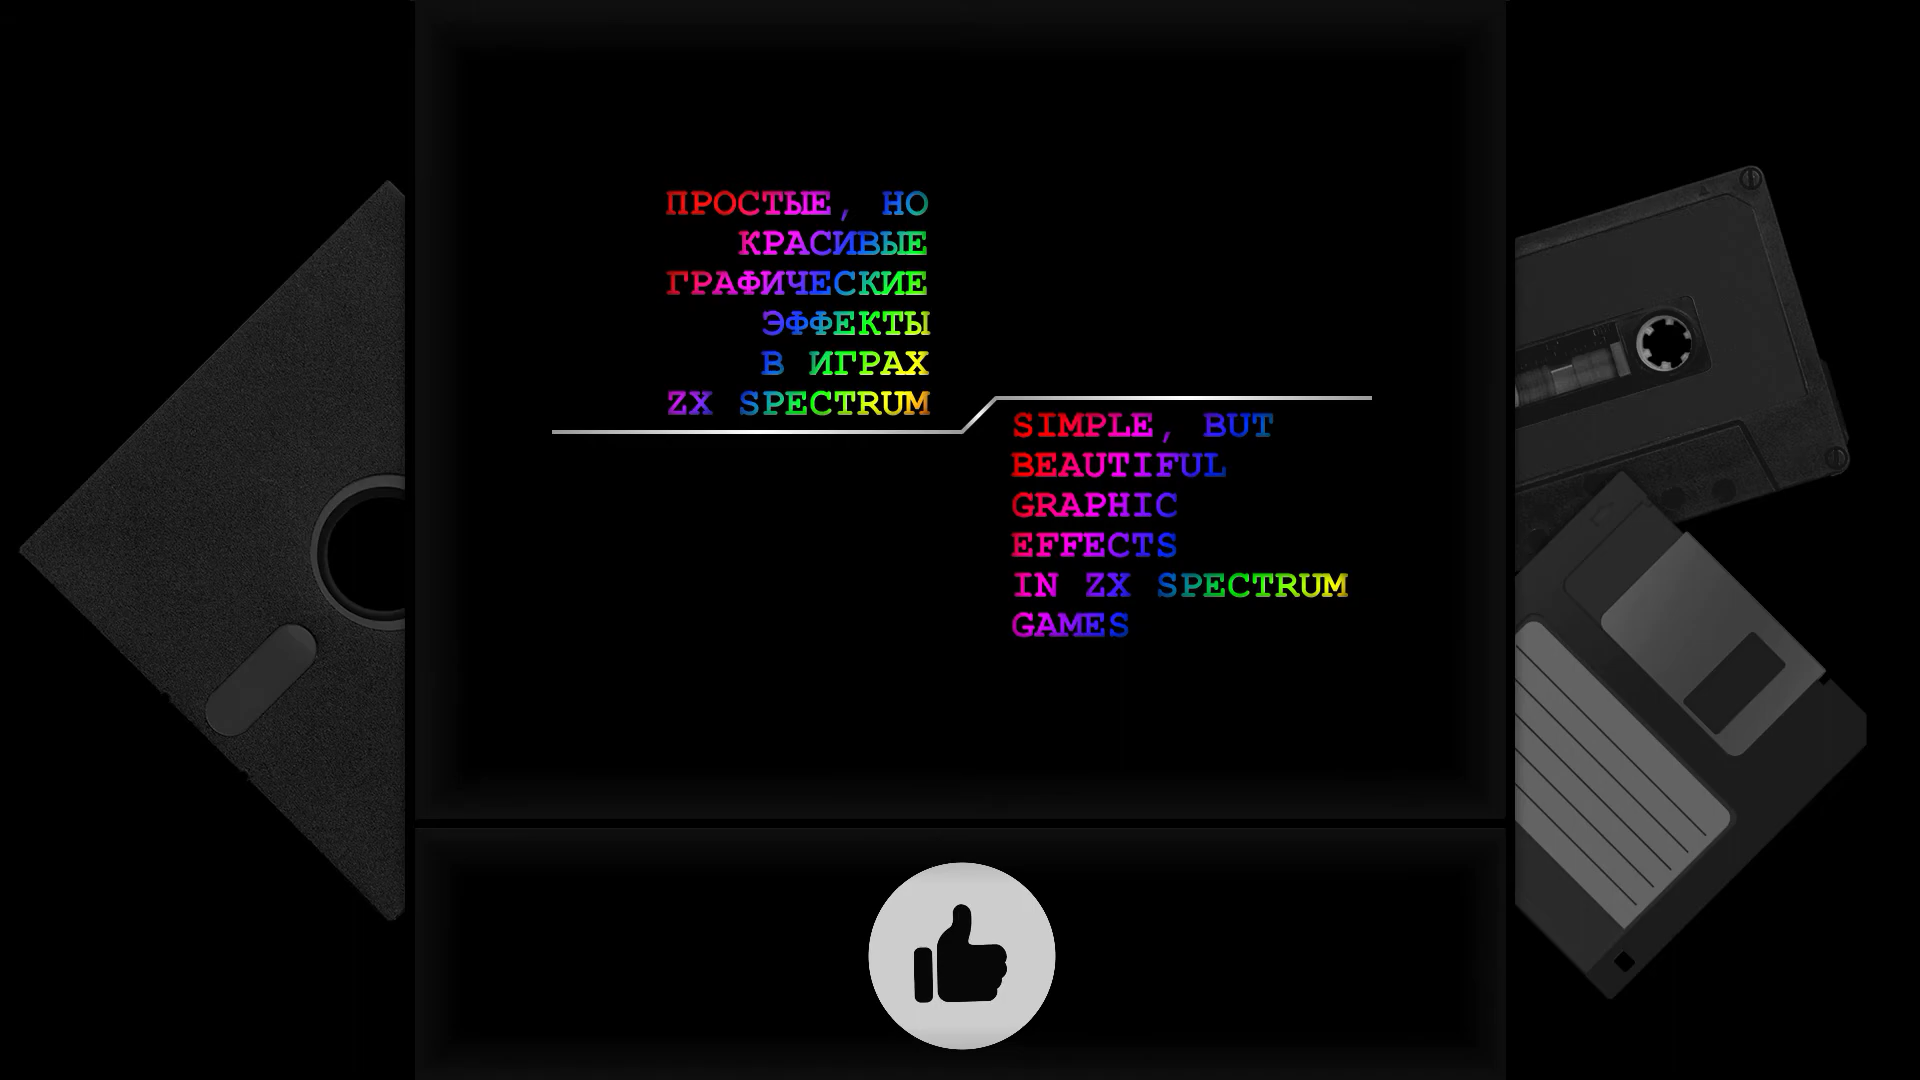 ПРОСТЫЕ, НО
КРАСИВЫЕ
ГРАФИЧЕСКИЕ
ЭФФЕКТЫ
В ИГРАХ
ZX SPECTRUM
SIMPLE, BUT
BEAUTIFUL
GRAPHIC
EFFECTS
IN ZX SPECTRUM
GAMES